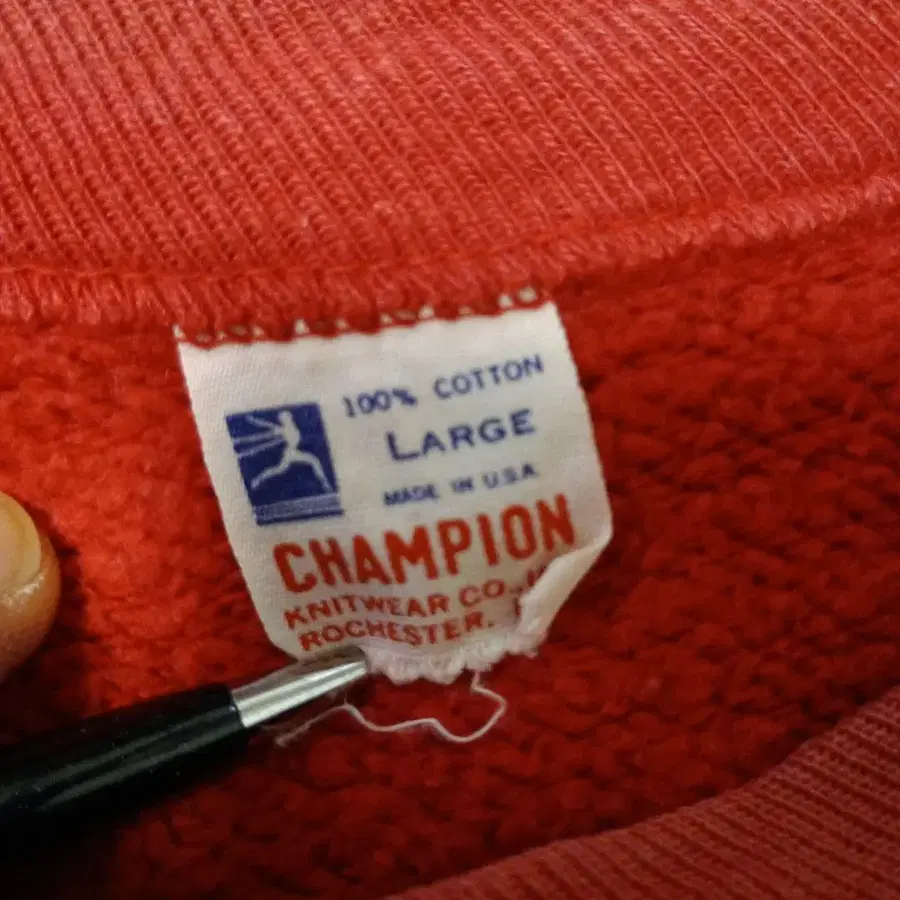 100% COTTON
LARGE
MADE IN U.S.A.
CHAMPION
KNITWEAR CO.,
ROCHESTER.